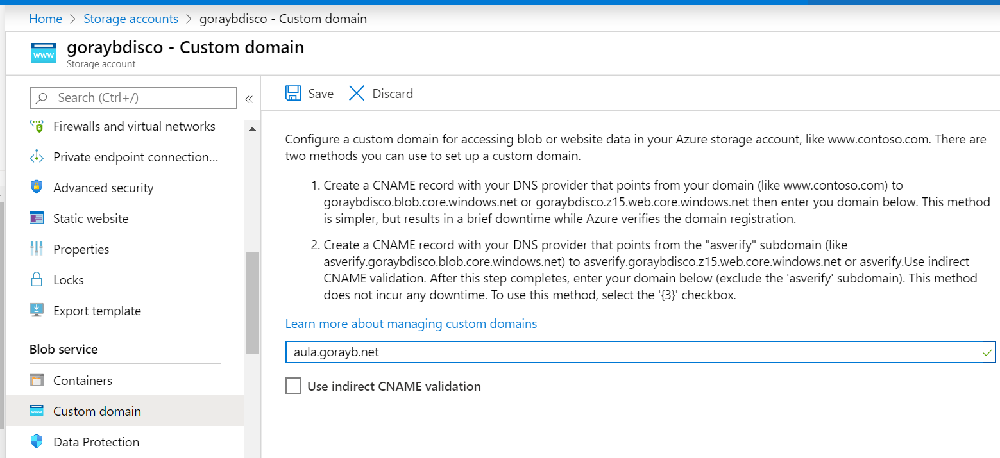 Home > Storage accounts > goraybdisco - Custom domain
www
goraybdisco - Custom domain
Storage account
Search (Ctrl+/)
«
Firewalls and virtual networks
Private endpoint connection...
Advanced security
Static website
Properties
Locks
Export template
Blob service
Containers
www
Custom domain
Data Protection
Save
Discard
Configure a custom domain for accessing blob or website data in your Azure storage account, like www.contoso.com. There are
two methods you can use to set up a custom domain.
1. Create a CNAME record with your DNS provider that points from your domain (like www.contoso.com) to
goraybdisco.blob.core.windows.net or goraybdisco.z15.web.core.windows.net then enter you domain below. This method
is simpler, but results in a brief downtime while Azure verifies the domain registration.
2. Create a CNAME record with your DNS provider that points from the "asverify" subdomain (like
asverify.goraybdisco.blob.core.windows.net) to asverify.goraybdisco.z15.web.core.windows.net or asverify.Use indirect
CNAME validation. After this step completes, enter your domain below (exclude the 'asverify' subdomain). This method
does not incur any downtime. To use this method, select the '{3}' checkbox.
Learn more about managing custom domains
aula.gorayb.net
Use indirect CNAME validation